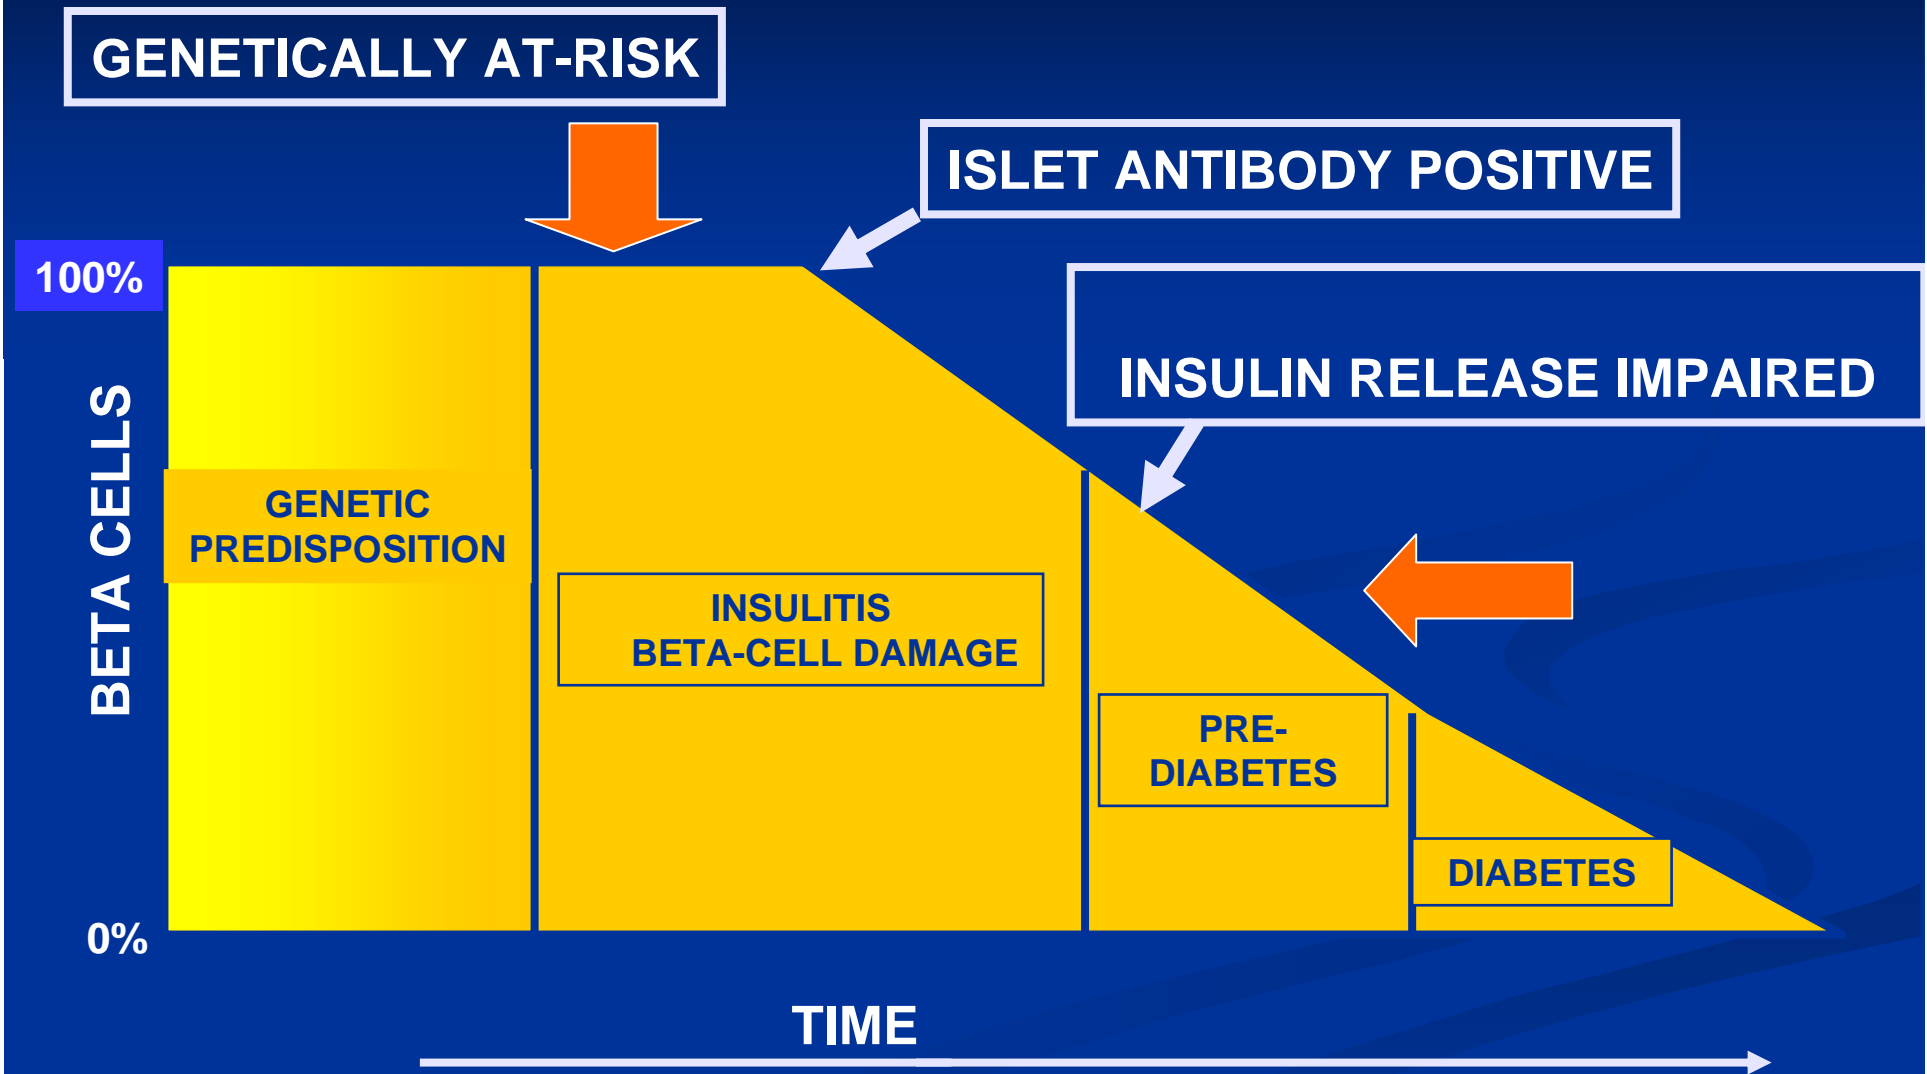 GENETICALLY AT-RISK
ISLET ANTIBODY POSITIVE
100%
INSULIN RELEASE IMPAIRED
BETA CELLS
GENETIC
PREDISPOSITION
INSULITIS
BETA-CELL DAMAGE
PRE-
DIABETES
DIABETES
0%
TIME